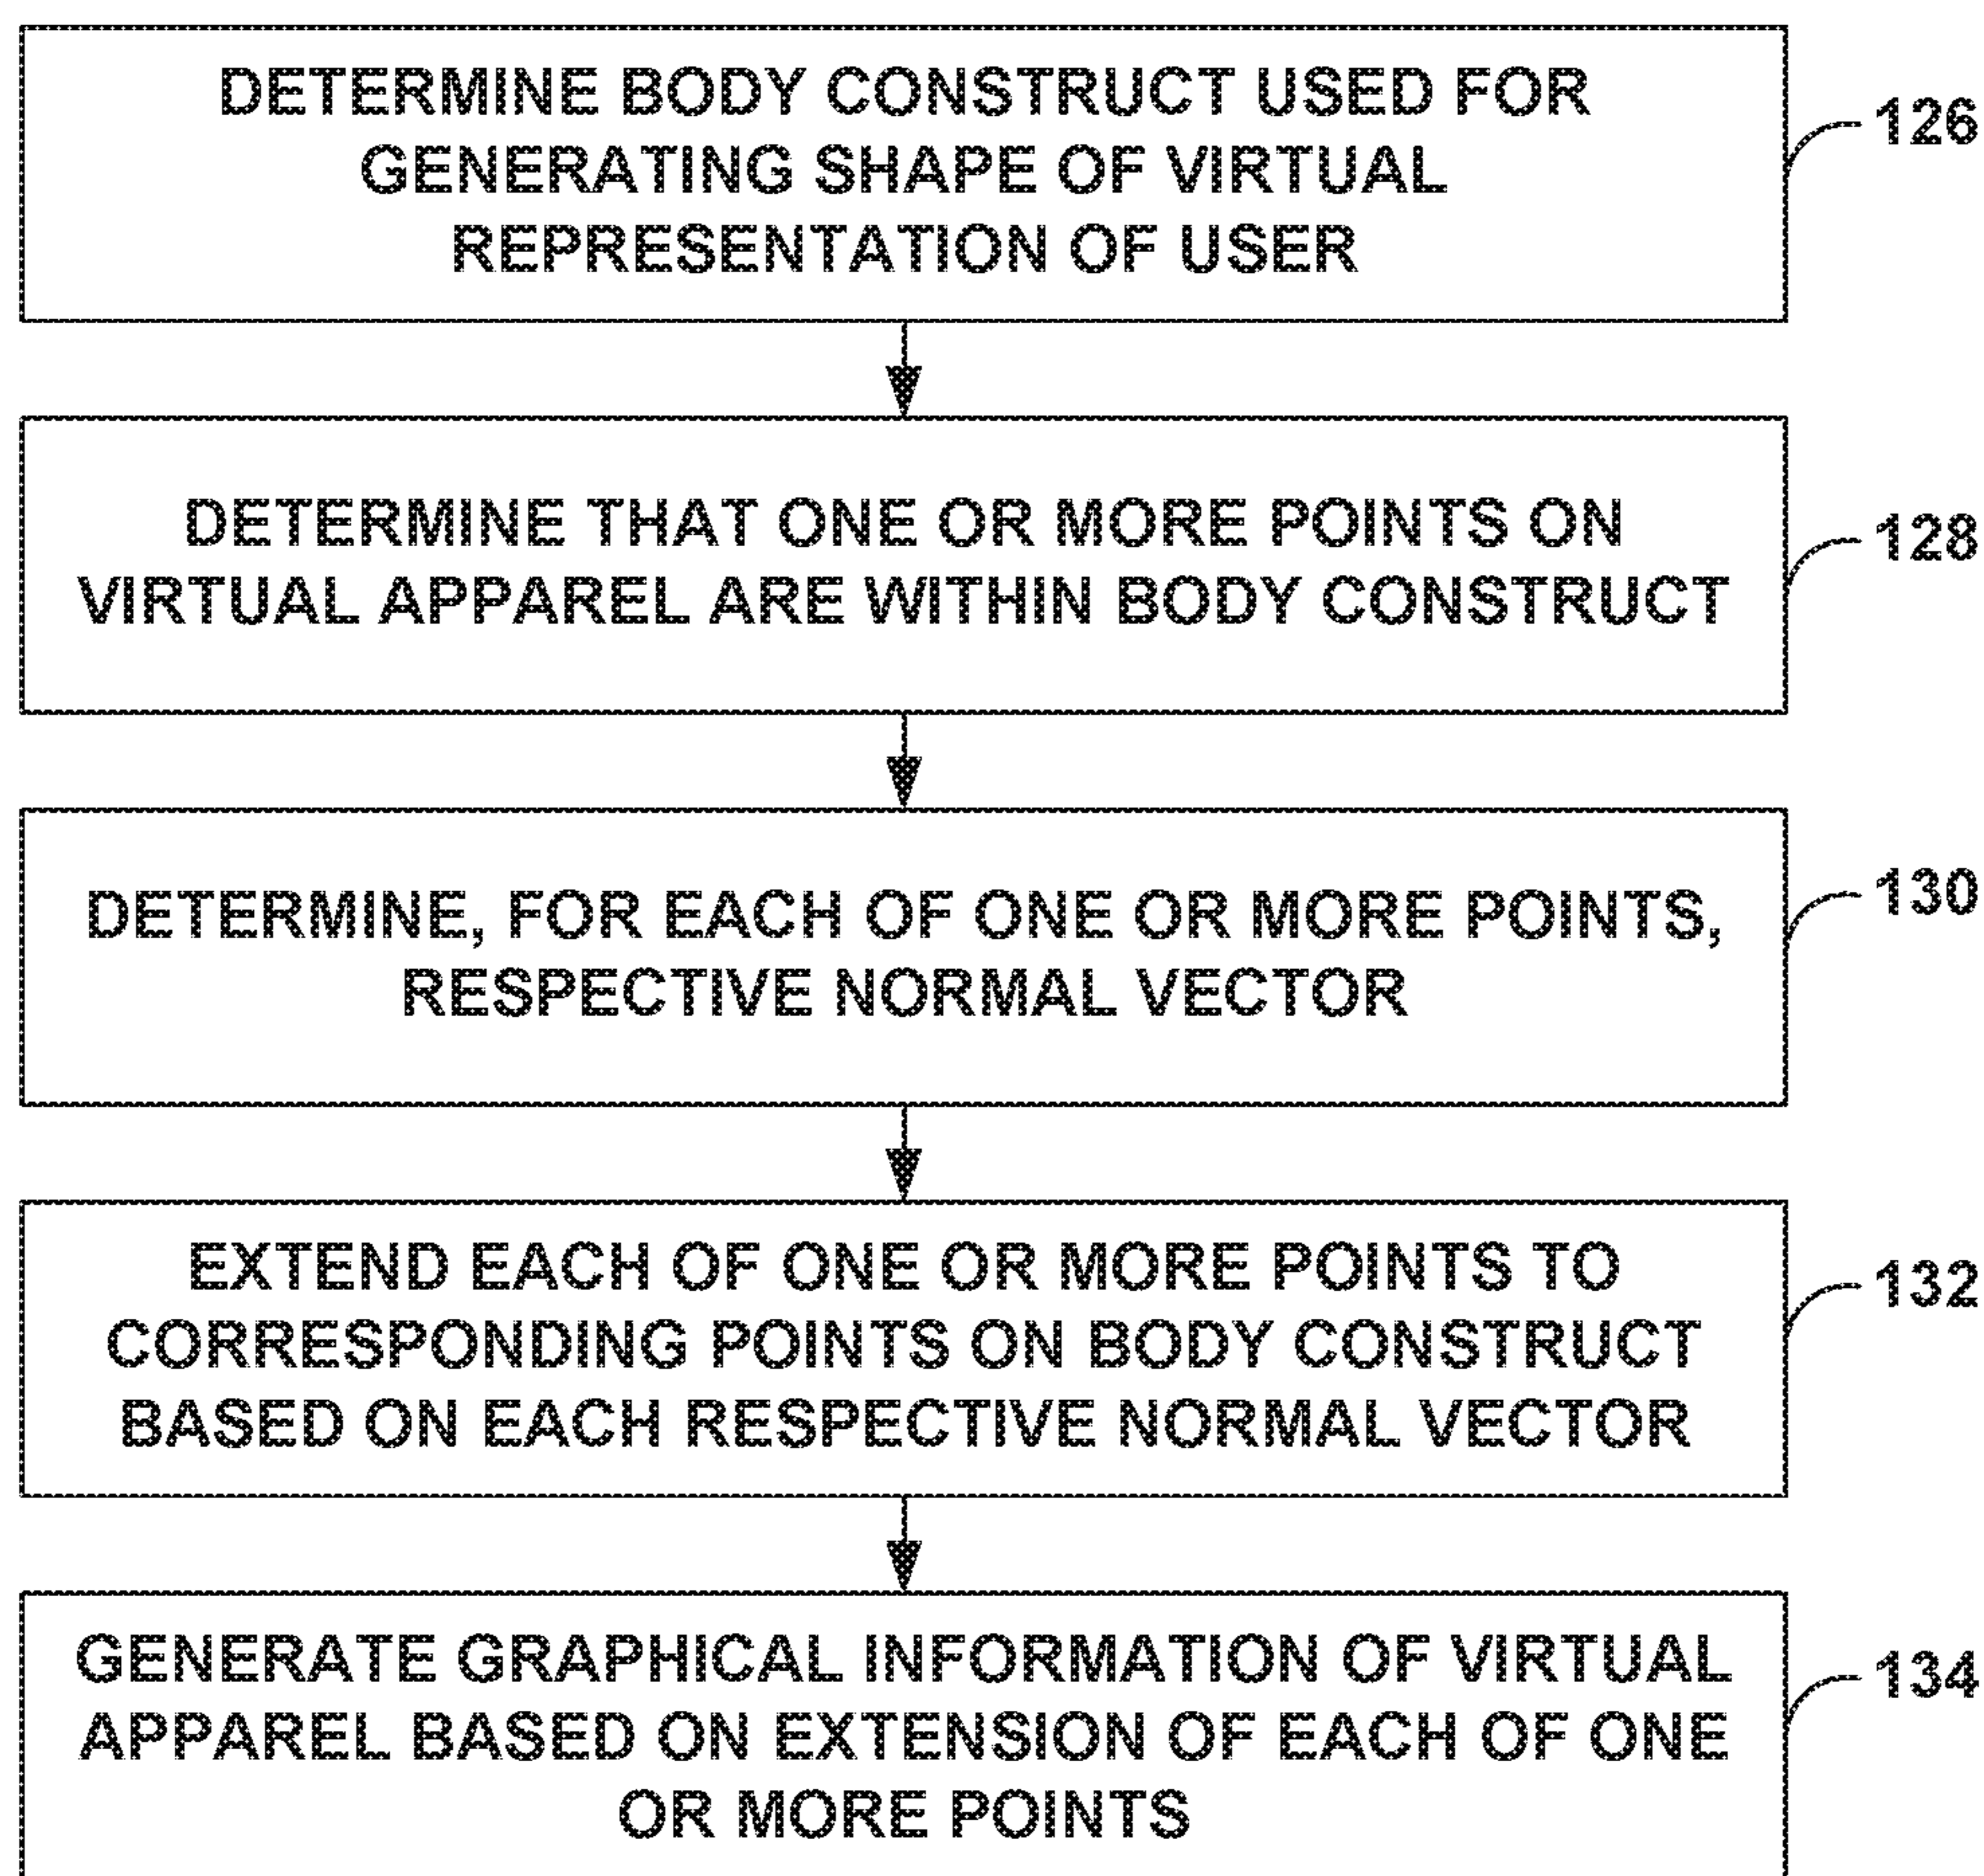 DETERMINE BODY CONSTRUCT USED FOR
GENERATING SHAPE OF VIRTUAL
REPRESENTATION OF USER
126
DETERMINE THAT ONE OR MORE POINTS ON
VIRTUAL APPAREL ARE WITHIN BODY CONSTRUCT
128
DETERMINE, FOR EACH OF ONE OR MORE POINTS,
RESPECTIVE NORMAL VECTOR
130
EXTEND EACH OF ONE OR MORE POINTS TO
CORRESPONDING POINTS ON BODY CONSTRUCT
BASED ON EACH RESPECTIVE NORMAL VECTOR
132
GENERATE GRAPHICAL INFORMATION OF VIRTUAL
APPAREL BASED ON EXTENSION OF EACH OF ONE
OR MORE POINTS
134